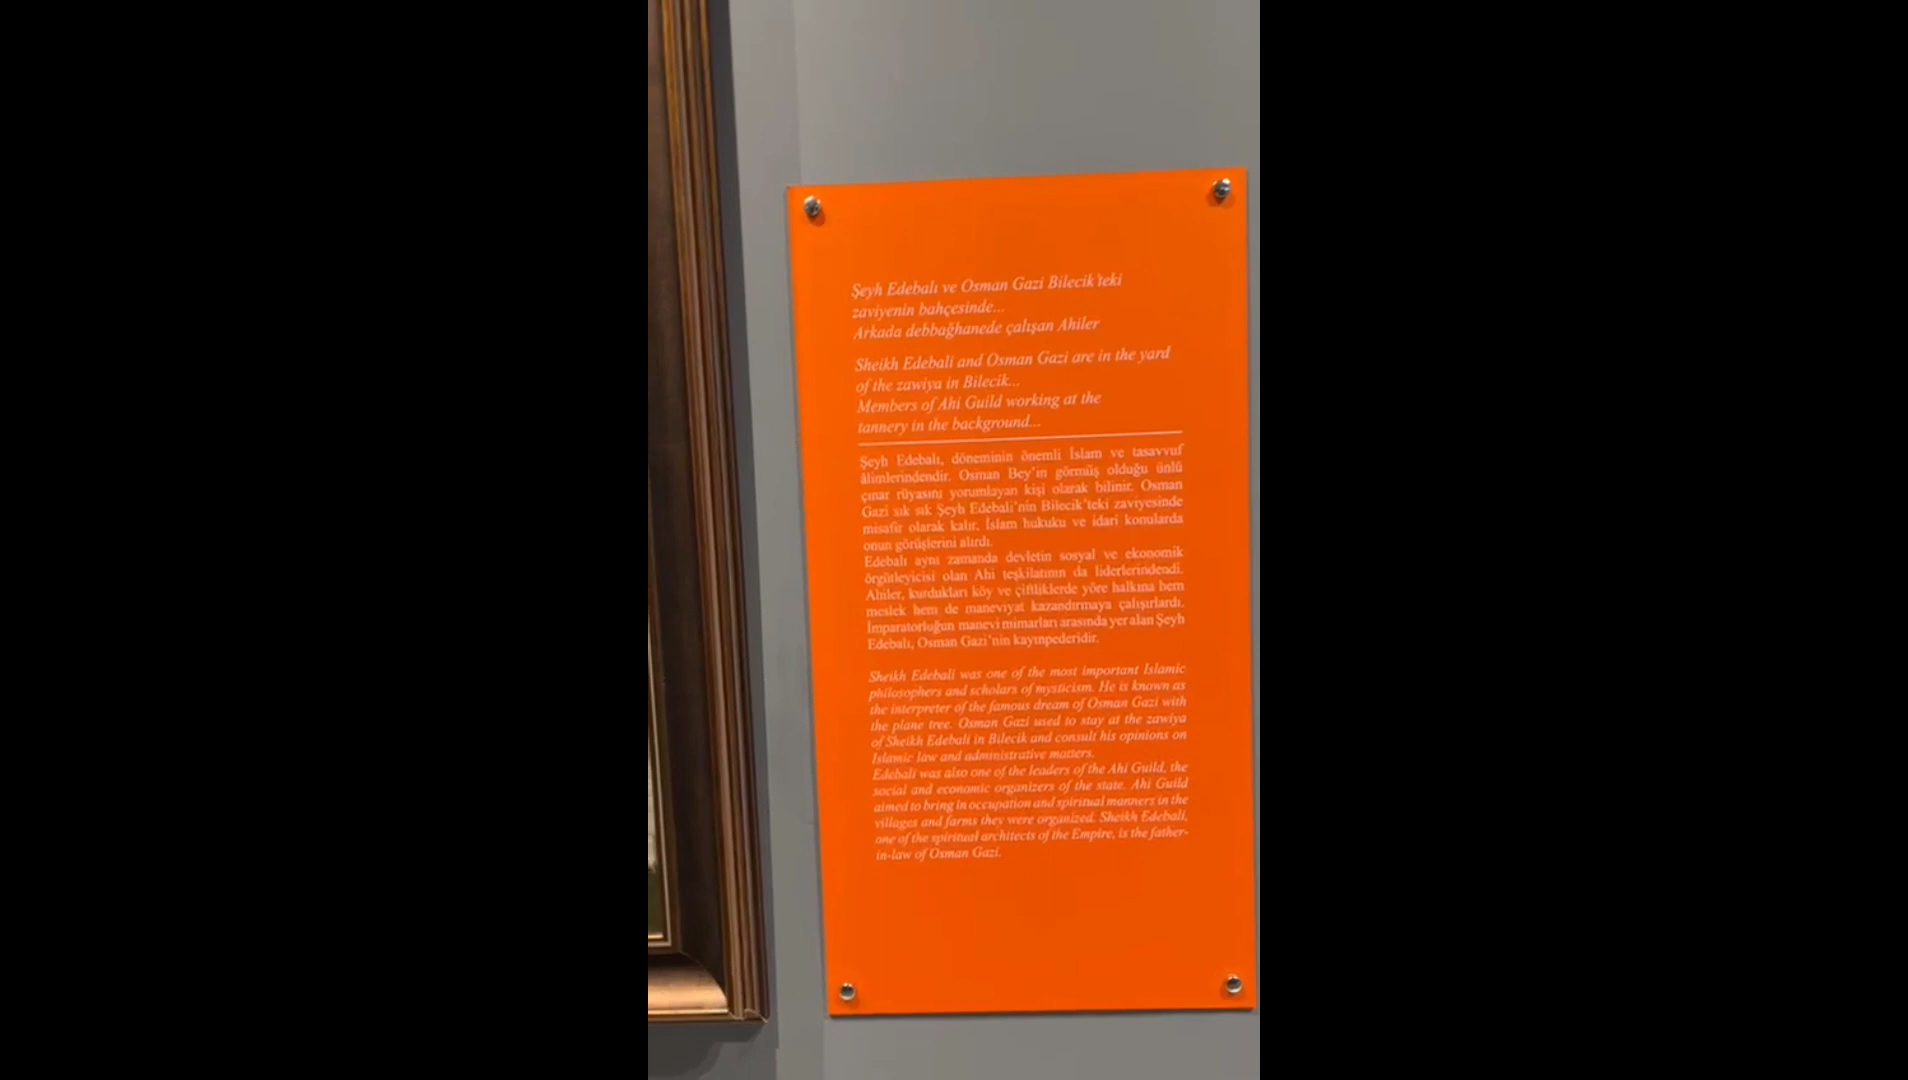 Şeyh Edebalı ve Osman Gazi Bilecik'teki
zaviyenin bahçesinde...
Arkada debbağhanede çalışan Ahiler
Sheikh Edebali and Osman Gazi are in the yard
of the zawiya in Bilecik...
Members of Ahi Guild working at the
tannery in the background...
Şeyh Edebalı, döneminin önemli İslam ve tasavvuf
âlimlerindendir. Osman Bey'in görmüş olduğu ünlü
çınar rüyasını yorumlayan kişi olarak bilinir. Osman
Gazi sık sık Şeyh Edebali'nin Bilecik'teki zaviyesinde
misafir olarak kalır, İslam hukuku ve idari konularda
onun görüşlerini alırdı.
Edebalı aynı zamanda devletin sosyal ve ekonomik
örgütleyicisi olan Ahi teşkilatının da liderlerindendi.
Ahiler, kurdukları köy ve çiftliklerde yöre halkına hem
meslek hem de maneviyat kazandırmaya çalışırlardı.
İmparatorluğun manevi mimarları arasında yer alan Şeyh
Edebalı, Osman Gazi'nin kayınpederidir.
Sheikh Edebali was one of the most important Islamic
philosophers and scholars of mysticism. He is known as
the interpreter of the famous dream of Osman Gazi with
the plane tree. Osman Gazi used to stay at the zawiya
of Sheikh Edebali in Bilecik and consult his opinions on
Islamic law and administrative matters.
Edebali was also one of the leaders of the Ahi Guild, the
social and economic organizers of the state. Ahi Guild
aimed to bring in occupation and spiritual manners in the
villages and farms they were organized. Sheikh Edebali,
one of the spiritual architects of the Empire, is the father-
in-law of Osman Gazi.